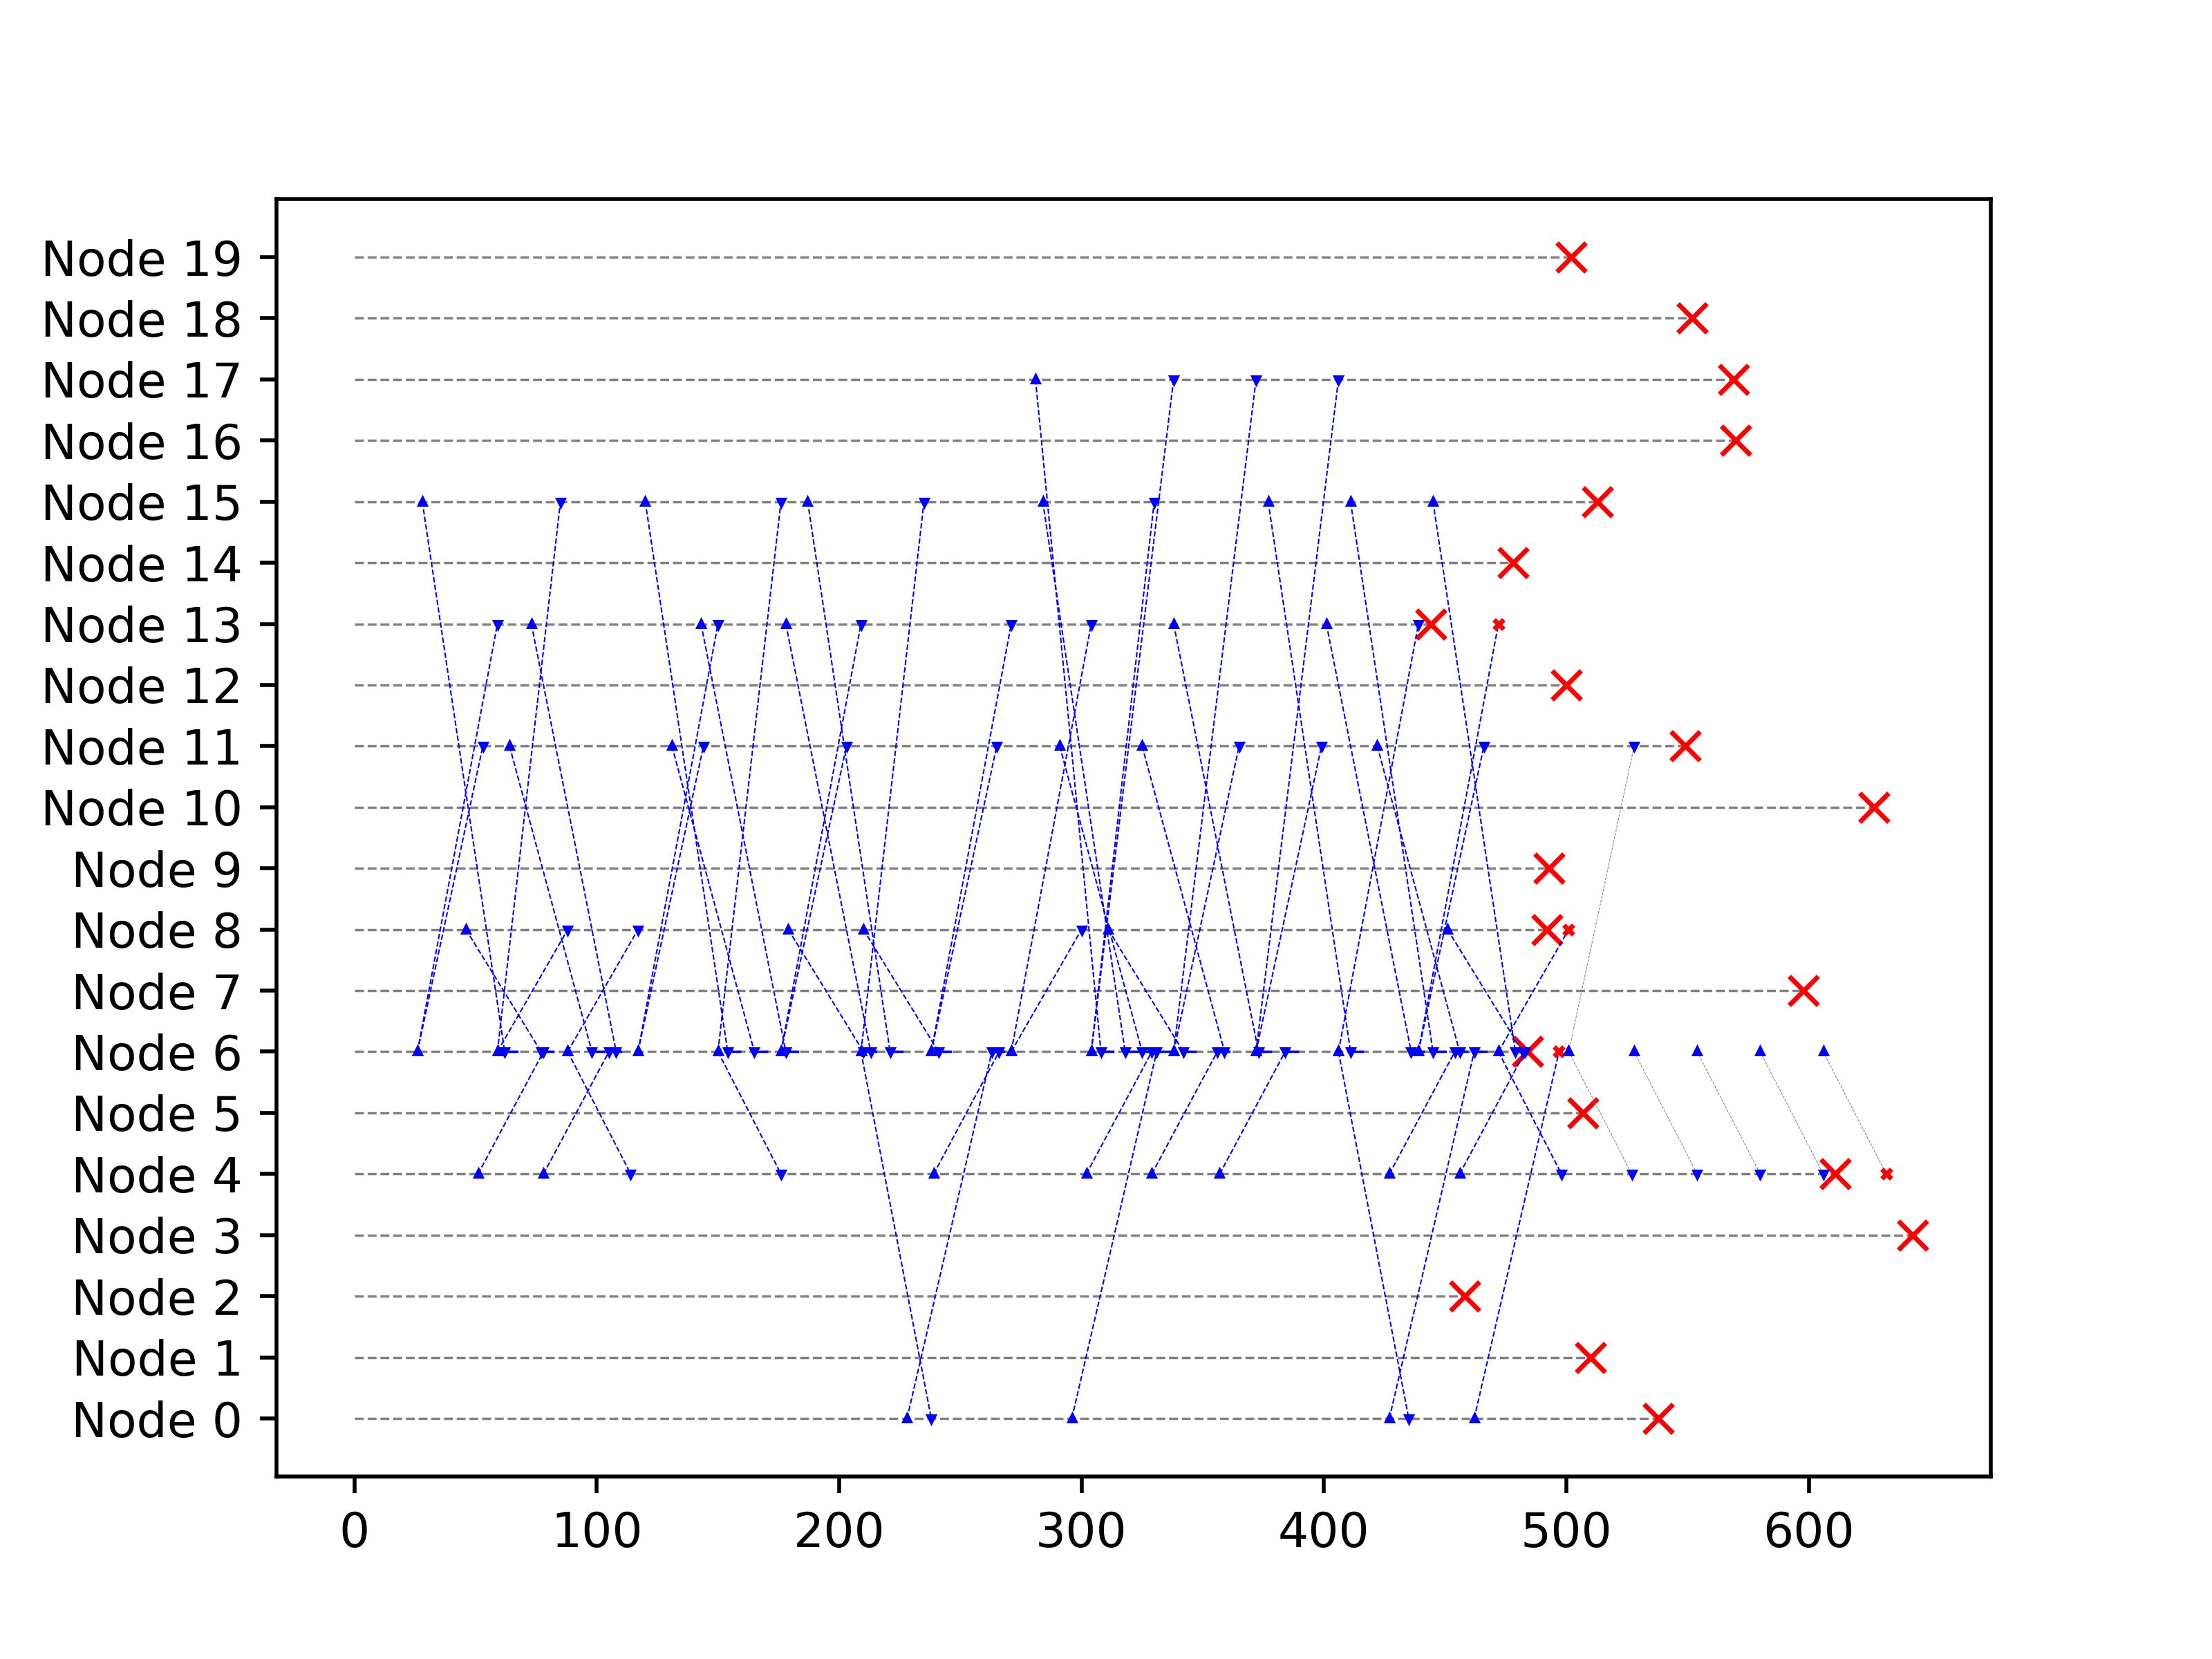 Node 19
Node 18
Node 17
Node 16
Node 15
Node 14
Node 13
Node 12
Node 11
Node 10
Node 9
Node 8
Node 7
Node 6
Node 5
Node 4
Node 3
Node 2
Node 1
Node 0
0 100 200 300 400 500 600